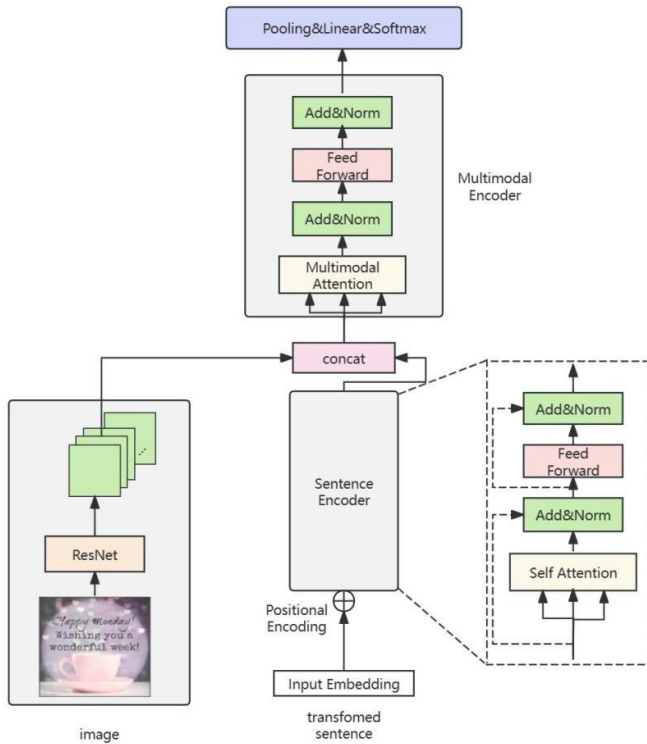 Pooling&Linear&Softmax
Add&Norm
Feed
Forward
Add&Norm
Multimodal
Attention
Multimodal
Encoder
concat
Sentence
Encoder
Add&Norm
Feed
Forward
Add&Norm
Self Attention
ResNet
Happy Monday!
Wishing you a
wonderful week!
Positional
Encoding
Input Embedding
image
transfomed
sentence